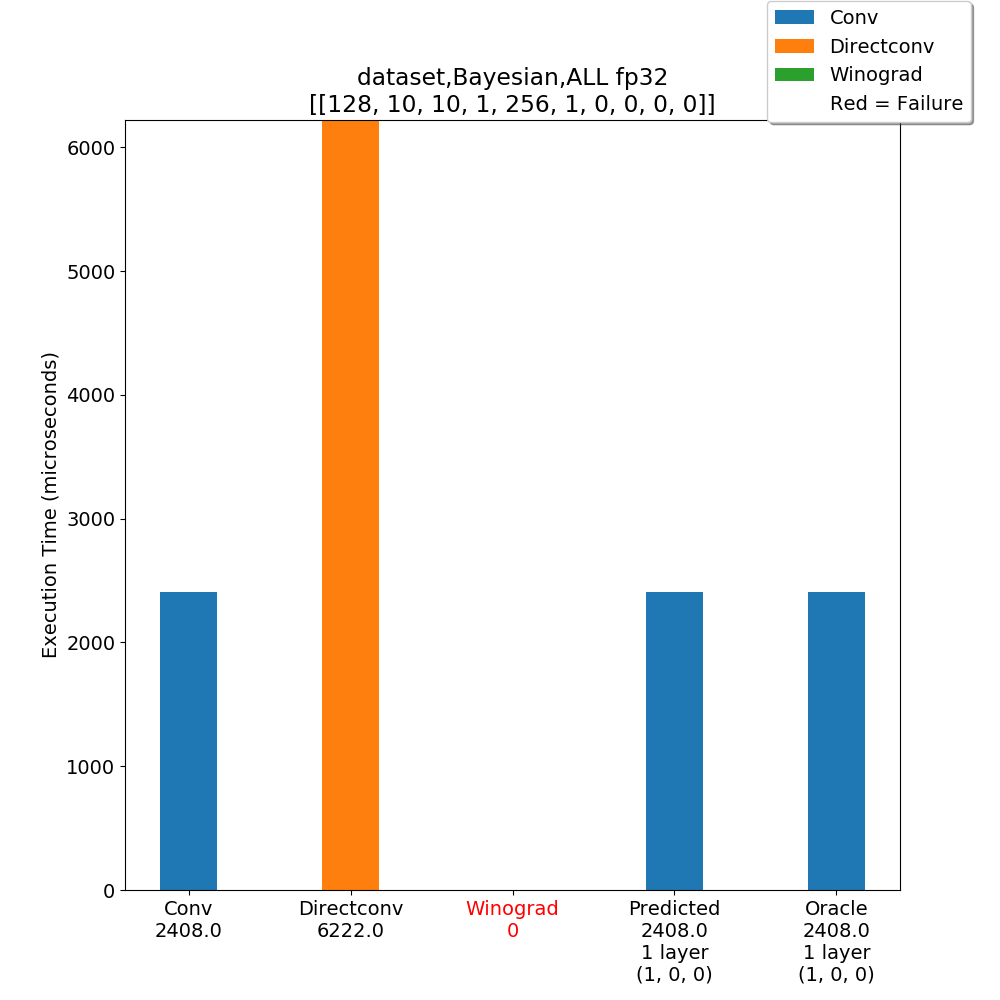 Conv
Directconv
Winograd
Red = Failure
dataset,Bayesian,ALL fp32
[[128, 10, 10, 1, 256, 1, 0, 0, 0, 0]]
Execution Time (microseconds)
6000
5000
4000
3000
2000
1000
0
Conv
2408.0
Directconv
6222.0
Winograd
0
Predicted
2408.0
1 layer
(1, 0, 0)
Oracle
2408.0
1 layer
(1, 0, 0)